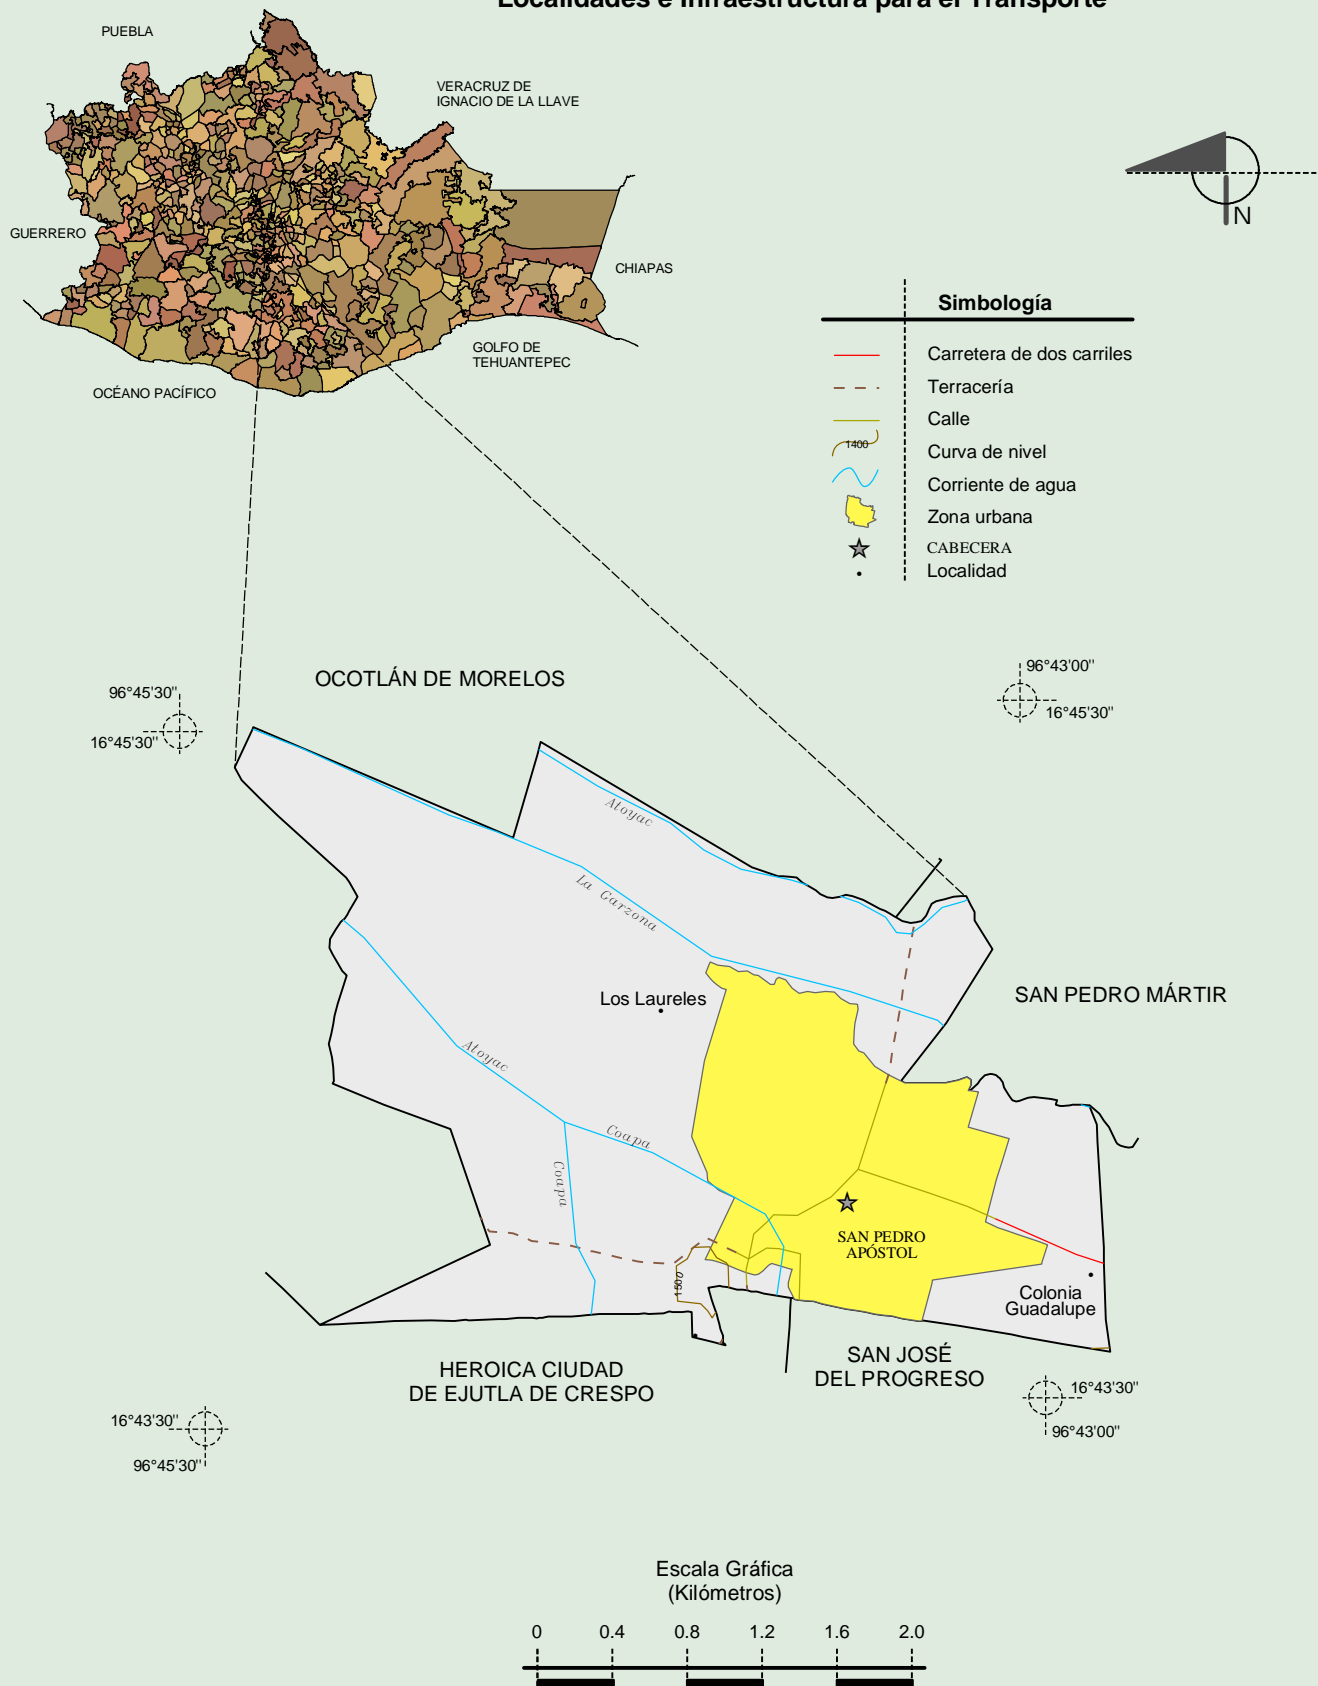 Localidades e Infraestructura para el Transporte
PUEBLA
VERACRUZ DE
IGNACIO DE LA LLAVE
GUERRERO
CHIAPAS
GOLFO DE
TEHUANTEPEC
OCÉANO PACÍFICO
N
Simbología
Carretera de dos carriles
Terracería
Calle
1400
Curva de nivel
Corriente de agua
Zona urbana
CABECERA
Localidad
OCOTLÁN DE MORELOS
96°45'30"
16°45'30"
96°43'00"
16°45'30"
Atoyac
La Garzona
Los Laureles
SAN PEDRO MÁRTIR
Atoyac
Coapa
Coapa
SAN PEDRO
APÓSTOL
1500
Colonia
Guadalupe
HEROICA CIUDAD
DE EJUTLA DE CRESPO
SAN JOSÉ
DEL PROGRESO
16°43'30"
96°43'00"
16°43'30"
96°45'30"
Escala Gráfica
(Kilómetros)
0 0.4 0.8 1.2 1.6 2.0